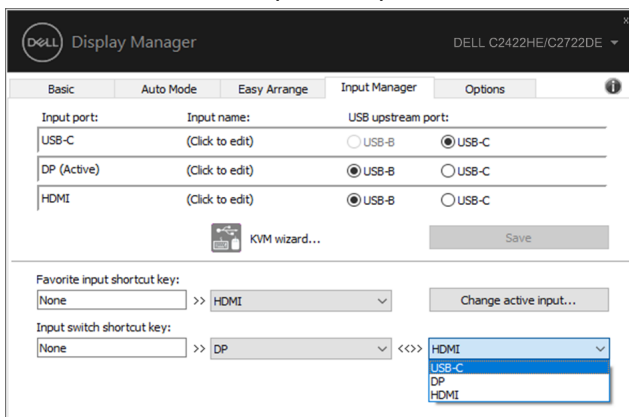 DELL Display Manager DELL C2422HE/C2722DE
Basic Auto Mode Easy Arrange Input Manager Options
Input port: Input name: USB upstream port:
USB-C (Click to edit) USB-B USB-C
DP (Active) (Click to edit) USB-B USB-C
HDMI (Click to edit) USB-B USB-C
KVM wizard... Save
Favorite input shortcut key:
None >> HDMI Change active input...
Input switch shortcut key:
None >> DP <<>> HDMI
USB-C
DP
HDMI